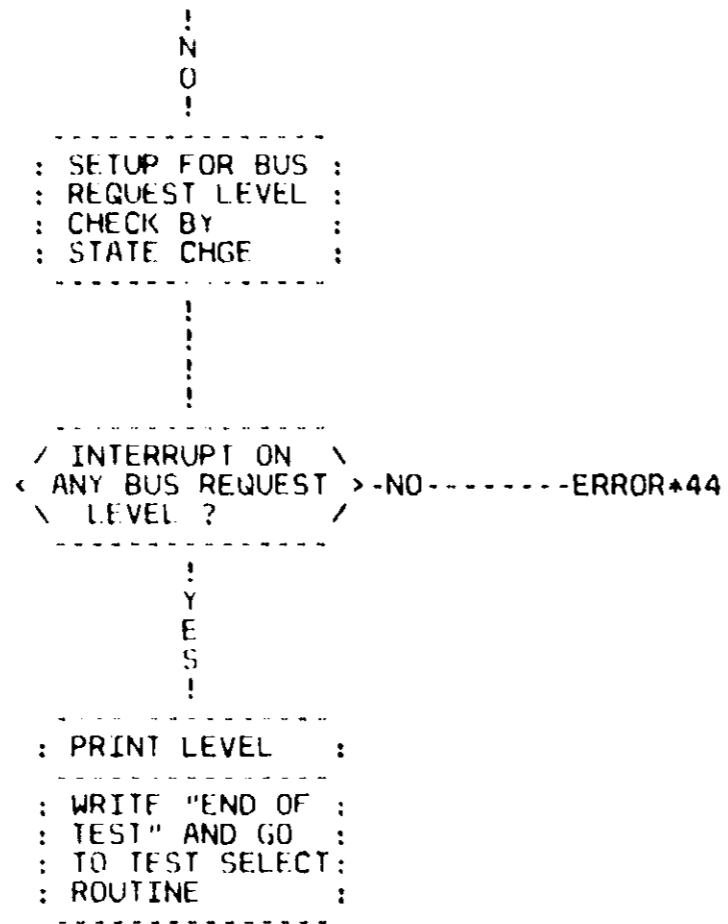 !
N
O
!
- - - - - - - - - - - - - - -
: SETUP FOR BUS :
: REQUEST LEVEL :
: CHECK BY :
: STATE CHGE :
- - - - - - - - - - - - - - -
!
!
!
!
- - - - - - - - - - - - - - -
/ INTERRUPT ON \
< ANY BUS REQUEST >-NO--------ERROR*44
\ LEVEL ? /
- - - - - - - - - - - - - - -
!
Y
E
S
!
- - - - - - - - - - - - - - -
: PRINT LEVEL :
- - - - - - - - - - - - - - -
: WRITE "END OF :
: TEST" AND GO :
: TO TEST SELECT:
: ROUTINE :
- - - - - - - - - - - - - - -